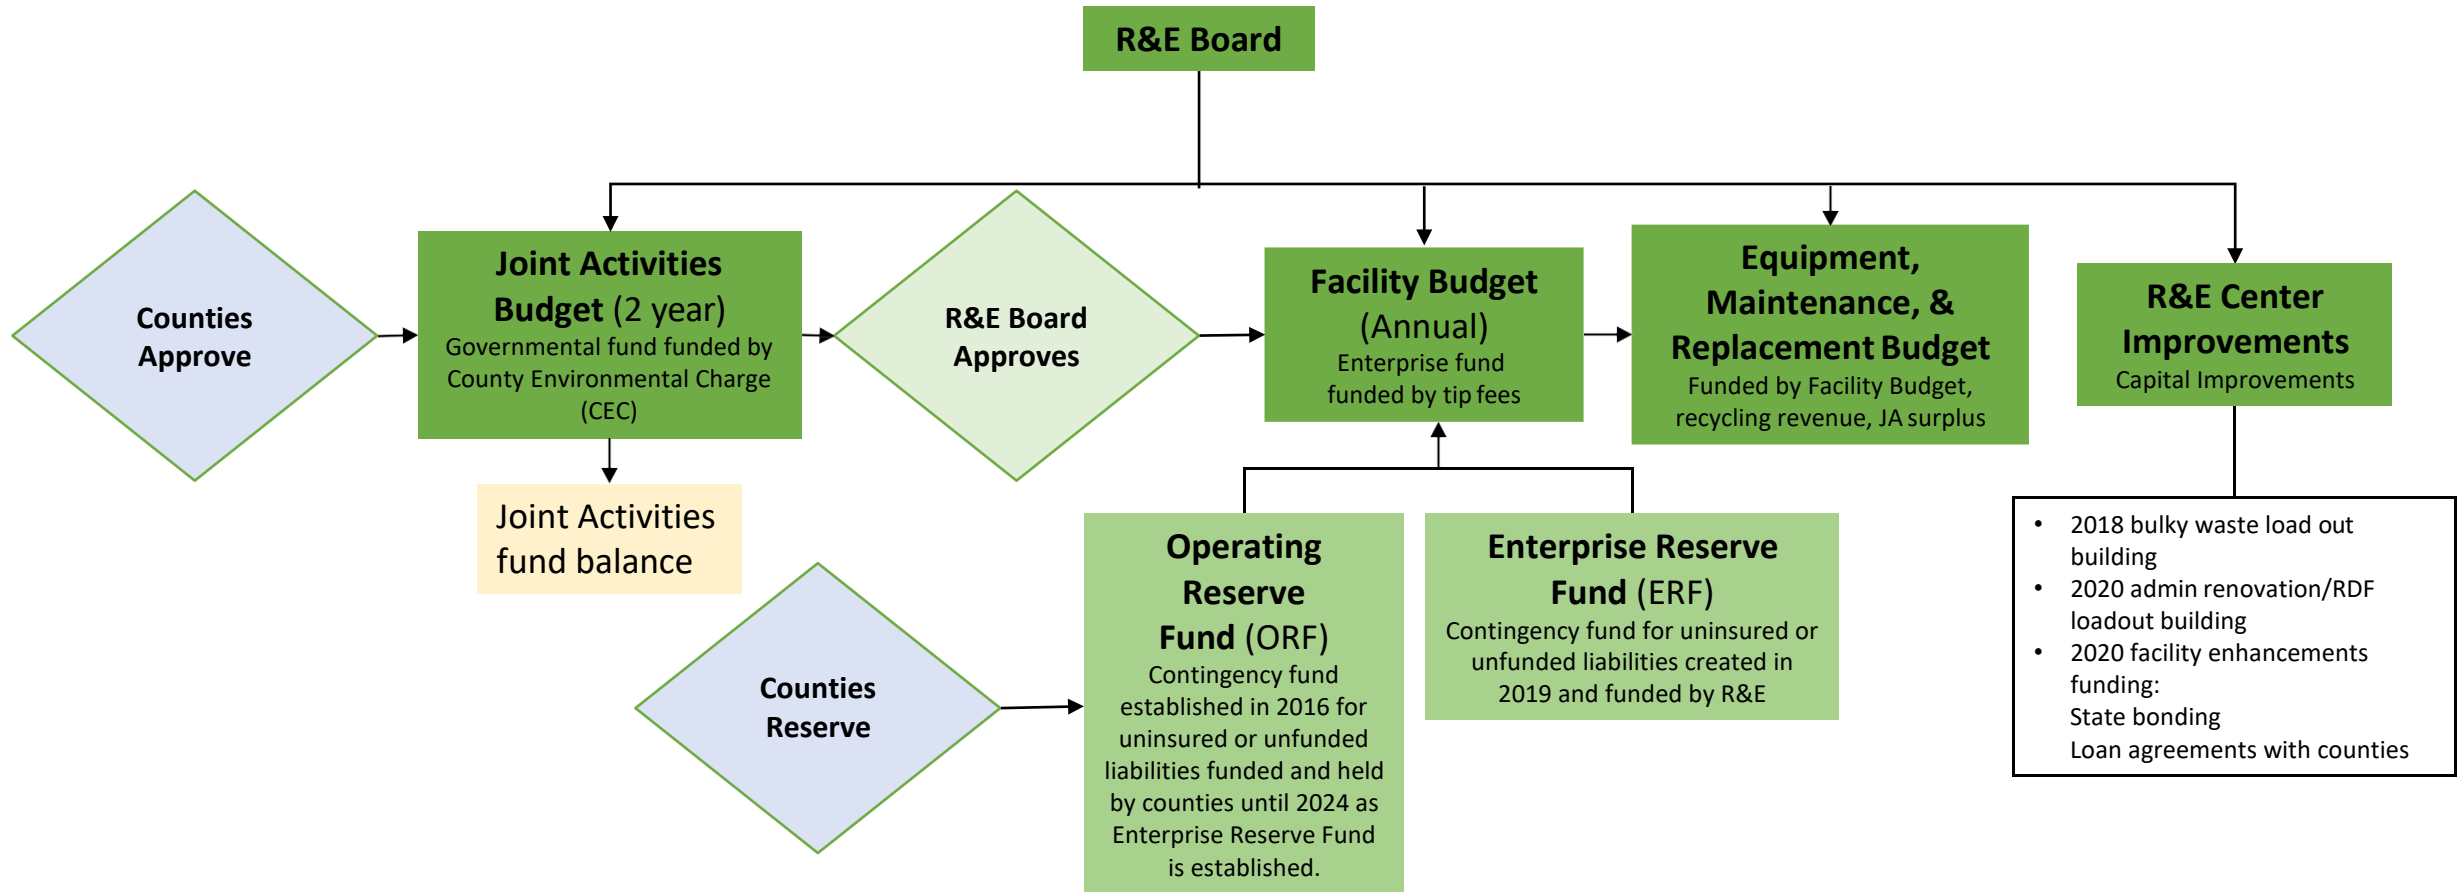 R&E Board
Counties
Approve
Joint Activities
Budget (2 year)
Governmental fund funded by
County Environmental Charge
(CEC)
R&E Board
Approves
Facility Budget
(Annual)
Enterprise fund
funded by tip fees
Equipment,
Maintenance, &
Replacement Budget
Funded by Facility Budget,
recycling revenue, JA surplus
R&E Center
Improvements
Capital Improvements
Joint Activities
fund balance
Counties
Reserve
Operating
Reserve
Fund (ORF)
Contingency fund
established in 2016 for
uninsured or unfunded
liabilities funded and held
by counties until 2024 as
Enterprise Reserve Fund
is established.
Enterprise Reserve
Fund (ERF)
Contingency fund for uninsured or
unfunded liabilities created in
2019 and funded by R&E
• 2018 bulky waste load out
building
• 2020 admin renovation/RDF
loadout building
• 2020 facility enhancements
funding:
State bonding
Loan agreements with counties